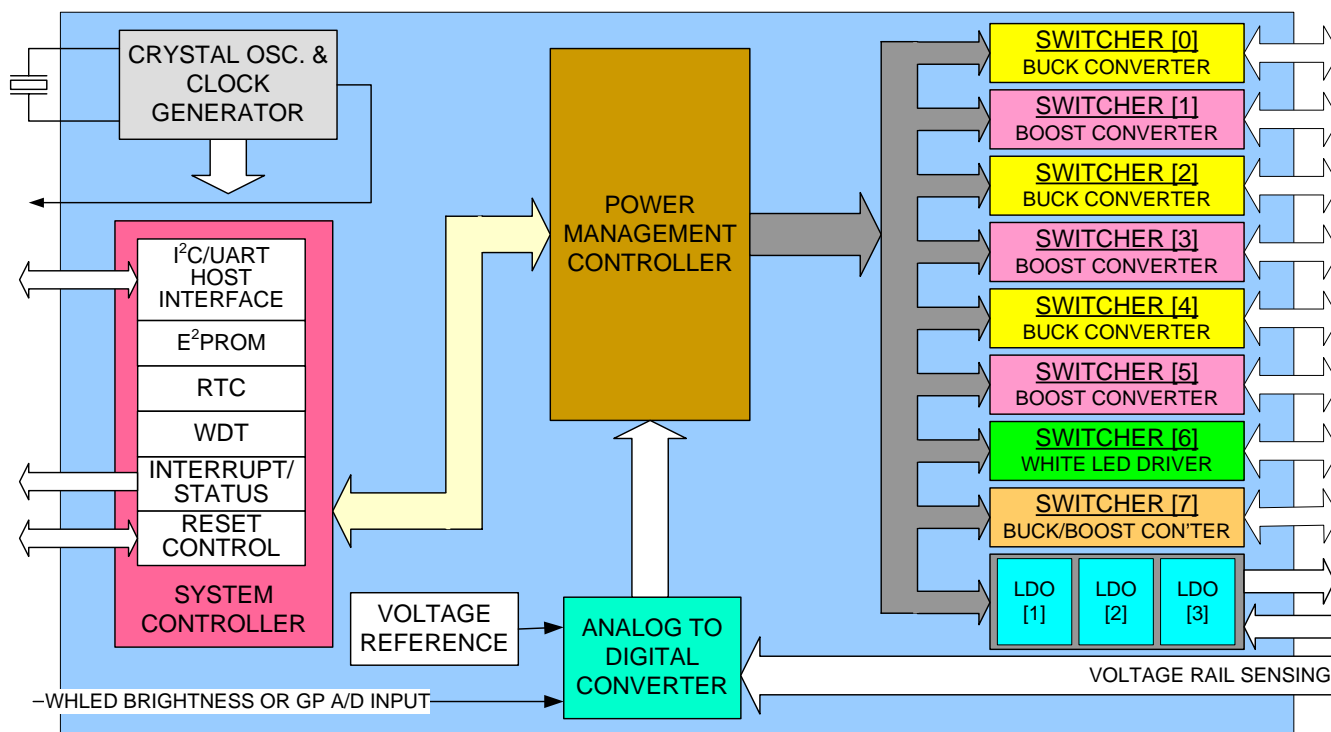 CRYSTAL OSC. &
CLOCK
GENERATOR
I²C/UART
HOST
INTERFACE
E²PROM
RTC
WDT
INTERRUPT/
STATUS
RESET
CONTROL
SYSTEM
CONTROLLER
POWER
MANAGEMENT
CONTROLLER
VOLTAGE
REFERENCE
ANALOG TO
DIGITAL
CONVERTER
WHLED BRIGHTNESS OR GP A/D INPUT
SWITCHER [0]
BUCK CONVERTER
SWITCHER [1]
BOOST CONVERTER
SWITCHER [2]
BUCK CONVERTER
SWITCHER [3]
BOOST CONVERTER
SWITCHER [4]
BUCK CONVERTER
SWITCHER [5]
BOOST CONVERTER
SWITCHER [6]
WHITE LED DRIVER
SWITCHER [7]
BUCK/BOOST CON'TER
LDO
[1]
LDO
[2]
LDO
[3]
VOLTAGE RAIL SENSING